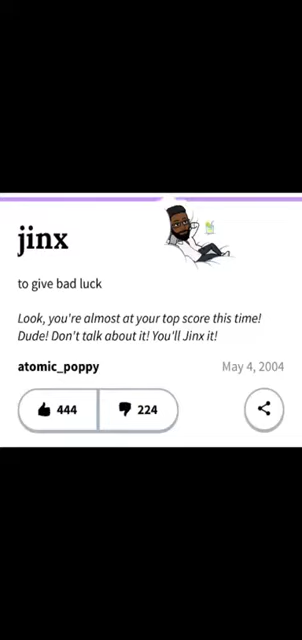 jinx
to give bad luck
Look, you're almost at your top score this time!
Dude! Don't talk about it! You'll Jinx it!
atomic_poppy May 4, 2004
444 224